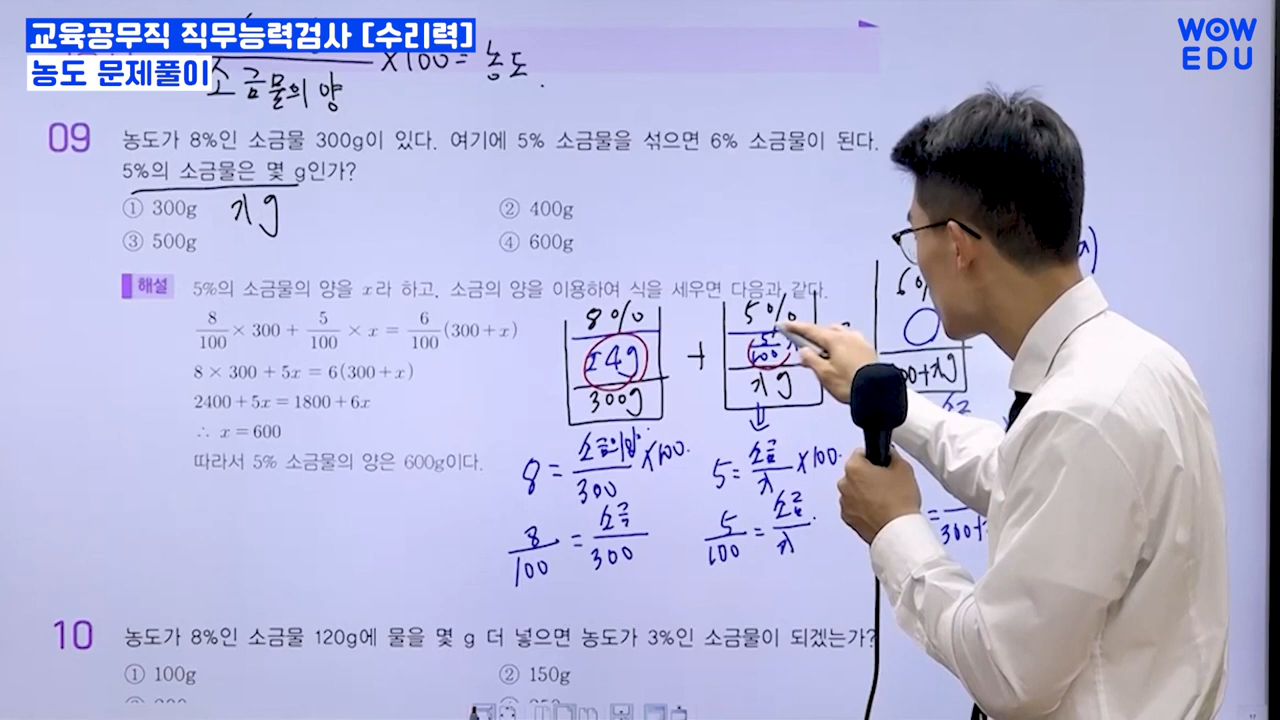 교육공무직 직무능력검사 [수리력]
농도 문제풀이
WOW
EDU
소금물의 양 ×100 = 농도.
09 농도가 8%인 소금물 300g이 있다. 여기에 5% 소금물을 섞으면 6% 소금물이 된다.
5%의 소금물은 몇 g인가?
① 300g xg ② 400g
③ 500g ④ 600g
해설 5%의 소금물의 양을 x라 하고, 소금의 양을 이용하여 식을 세우면 다음과 같다.
8/100 × 300 + 5/100 × x = 6/100 (300 + x)
8 × 300 + 5x = 6(300 + x)
2400 + 5x = 1800 + 6x
∴ x = 600
따라서 5% 소금물의 양은 600g이다.
8% + 5%
24g 5/100 x
300g xg 300+xg
8 = 소금의양/300 ×100. 5 = 소금/x ×100.
8/100 = 소금/300 5/100 = 소금/x.
10 농도가 8%인 소금물 120g에 물을 몇 g 더 넣으면 농도가 3%인 소금물이 되겠는가?
① 100g ② 150g